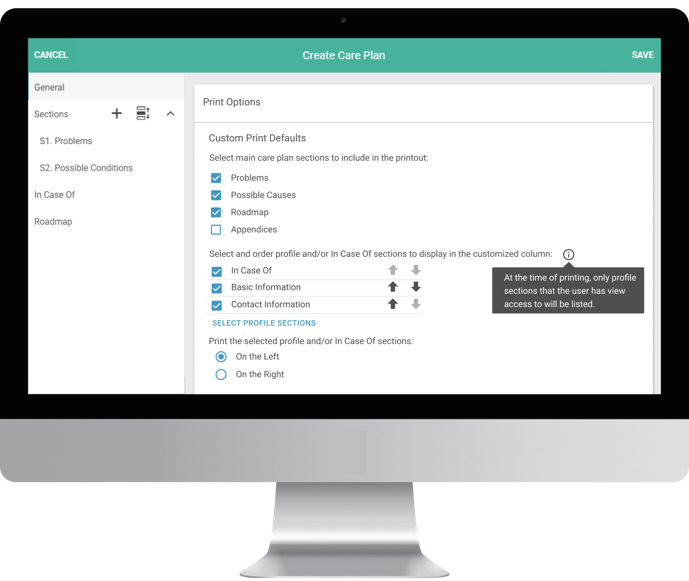 CANCEL
Create Care Plan
SAVE
General
Sections
S1. Problems
S2. Possible Conditions
In Case Of
Roadmap
Print Options
Custom Print Defaults
Select main care plan sections to include in the printout:
Problems
Possible Causes
Roadmap
Appendices
Select and order profile and/or In Case Of sections to display in the customized column:
In Case Of
Basic Information
Contact Information
At the time of printing, only profile
sections that the user has view
access to will be listed.
SELECT PROFILE SECTIONS
Print the selected profile and/or In Case Of sections:
On the Left
On the Right